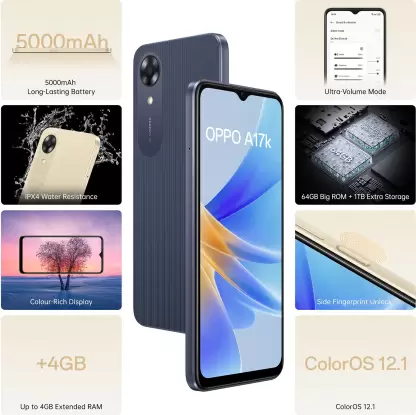 5000mAh
5000mAh
Long-Lasting Battery
IPX4 Water Resistance
Colour-Rich Display
+4GB
Up to 4GB Extended RAM
OPPO A17k
Ultra-Volume Mode
64GB Big ROM + 1TB Extra Storage
Side Fingerprint Unlock
ColorOS 12.1
ColorOS 12.1